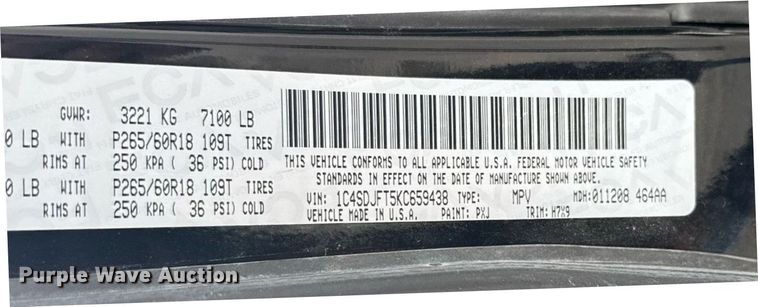 GVWR: 3221 KG 7100 LB
0 LB WITH P265/60R18 109T TIRES
RIMS AT 250 KPA ( 36 PSI) COLD
0 LB WITH P265/60R18 109T TIRES
RIMS AT 250 KPA ( 36 PSI) COLD
THIS VEHICLE CONFORMS TO ALL APPLICABLE U.S.A. FEDERAL MOTOR VEHICLE SAFETY
STANDARDS IN EFFECT ON THE DATE OF MANUFACTURE SHOWN ABOVE.
VIN: 1C4SDJFT5KC659438 TYPE: MPV MDH: 011208 464AA
VEHICLE MADE IN U.S.A. PAINT: PXJ TRIM: H7X9
Purple Wave Auction